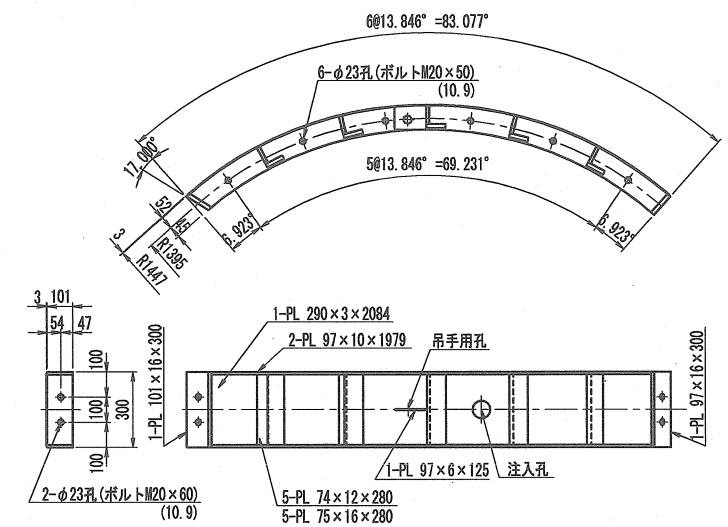 6@13.846° =83.077°
6-φ23孔(ボルトM20×50)
(10.9)
17.000°
5@13.846° =69.231°
52
45
6.923°
6.923°
3
R1395
R1447
3 101
54 47
1-PL 290×3×2084
2-PL 97×10×1979
吊手用孔
100
100
100
300
1-PL 101×16×300
1-PL 97×16×300
1-PL 97×6×125
注入孔
2-φ23孔(ボルトM20×60)
(10.9)
5-PL 74×12×280
5-PL 75×16×280